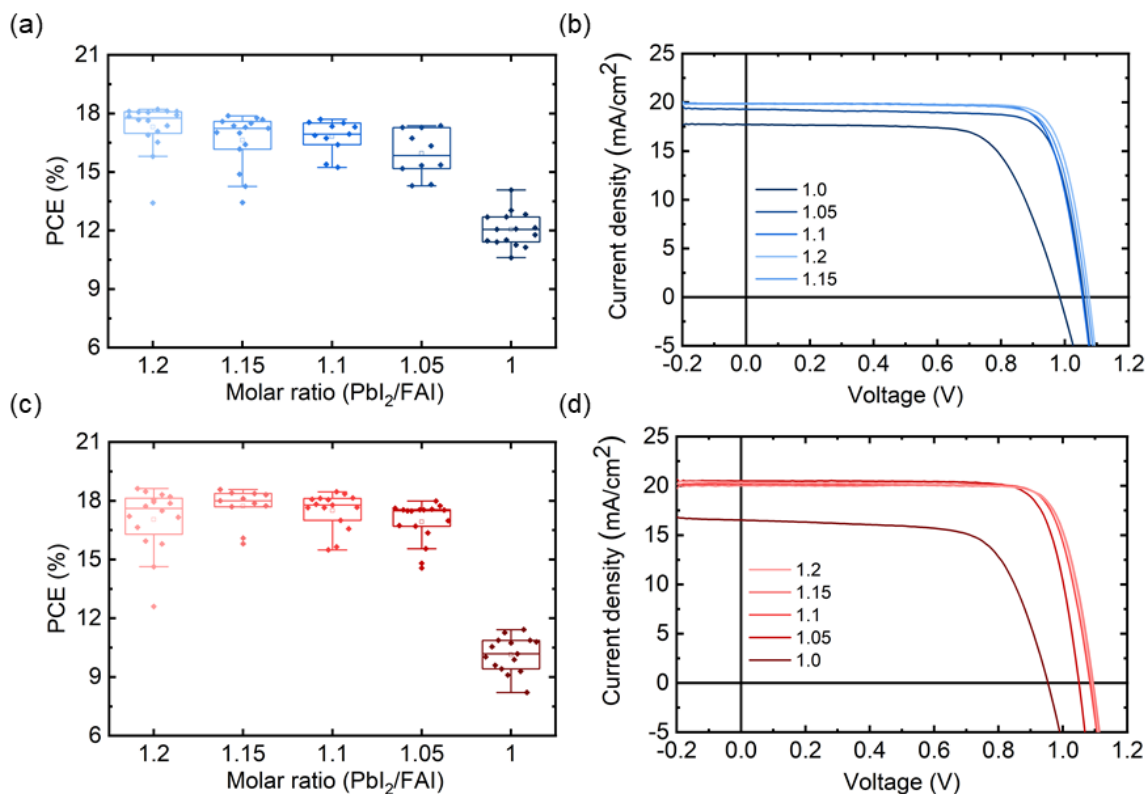 (a)
21
18
15
12
9
6
PCE (%)
1.2 1.15 1.1 1.05 1
Molar ratio (PbI₂/FAI)
(b)
25
20
15
10
5
0
-5
Current density (mA/cm²)
1.0
1.05
1.1
1.2
1.15
-0.2 0.0 0.2 0.4 0.6 0.8 1.0 1.2
Voltage (V)
(c)
21
18
15
12
9
6
PCE (%)
1.2 1.15 1.1 1.05 1
Molar ratio (PbI₂/FAI)
(d)
25
20
15
10
5
0
-5
Current density (mA/cm²)
1.2
1.15
1.1
1.05
1.0
-0.2 0.0 0.2 0.4 0.6 0.8 1.0 1.2
Voltage (V)